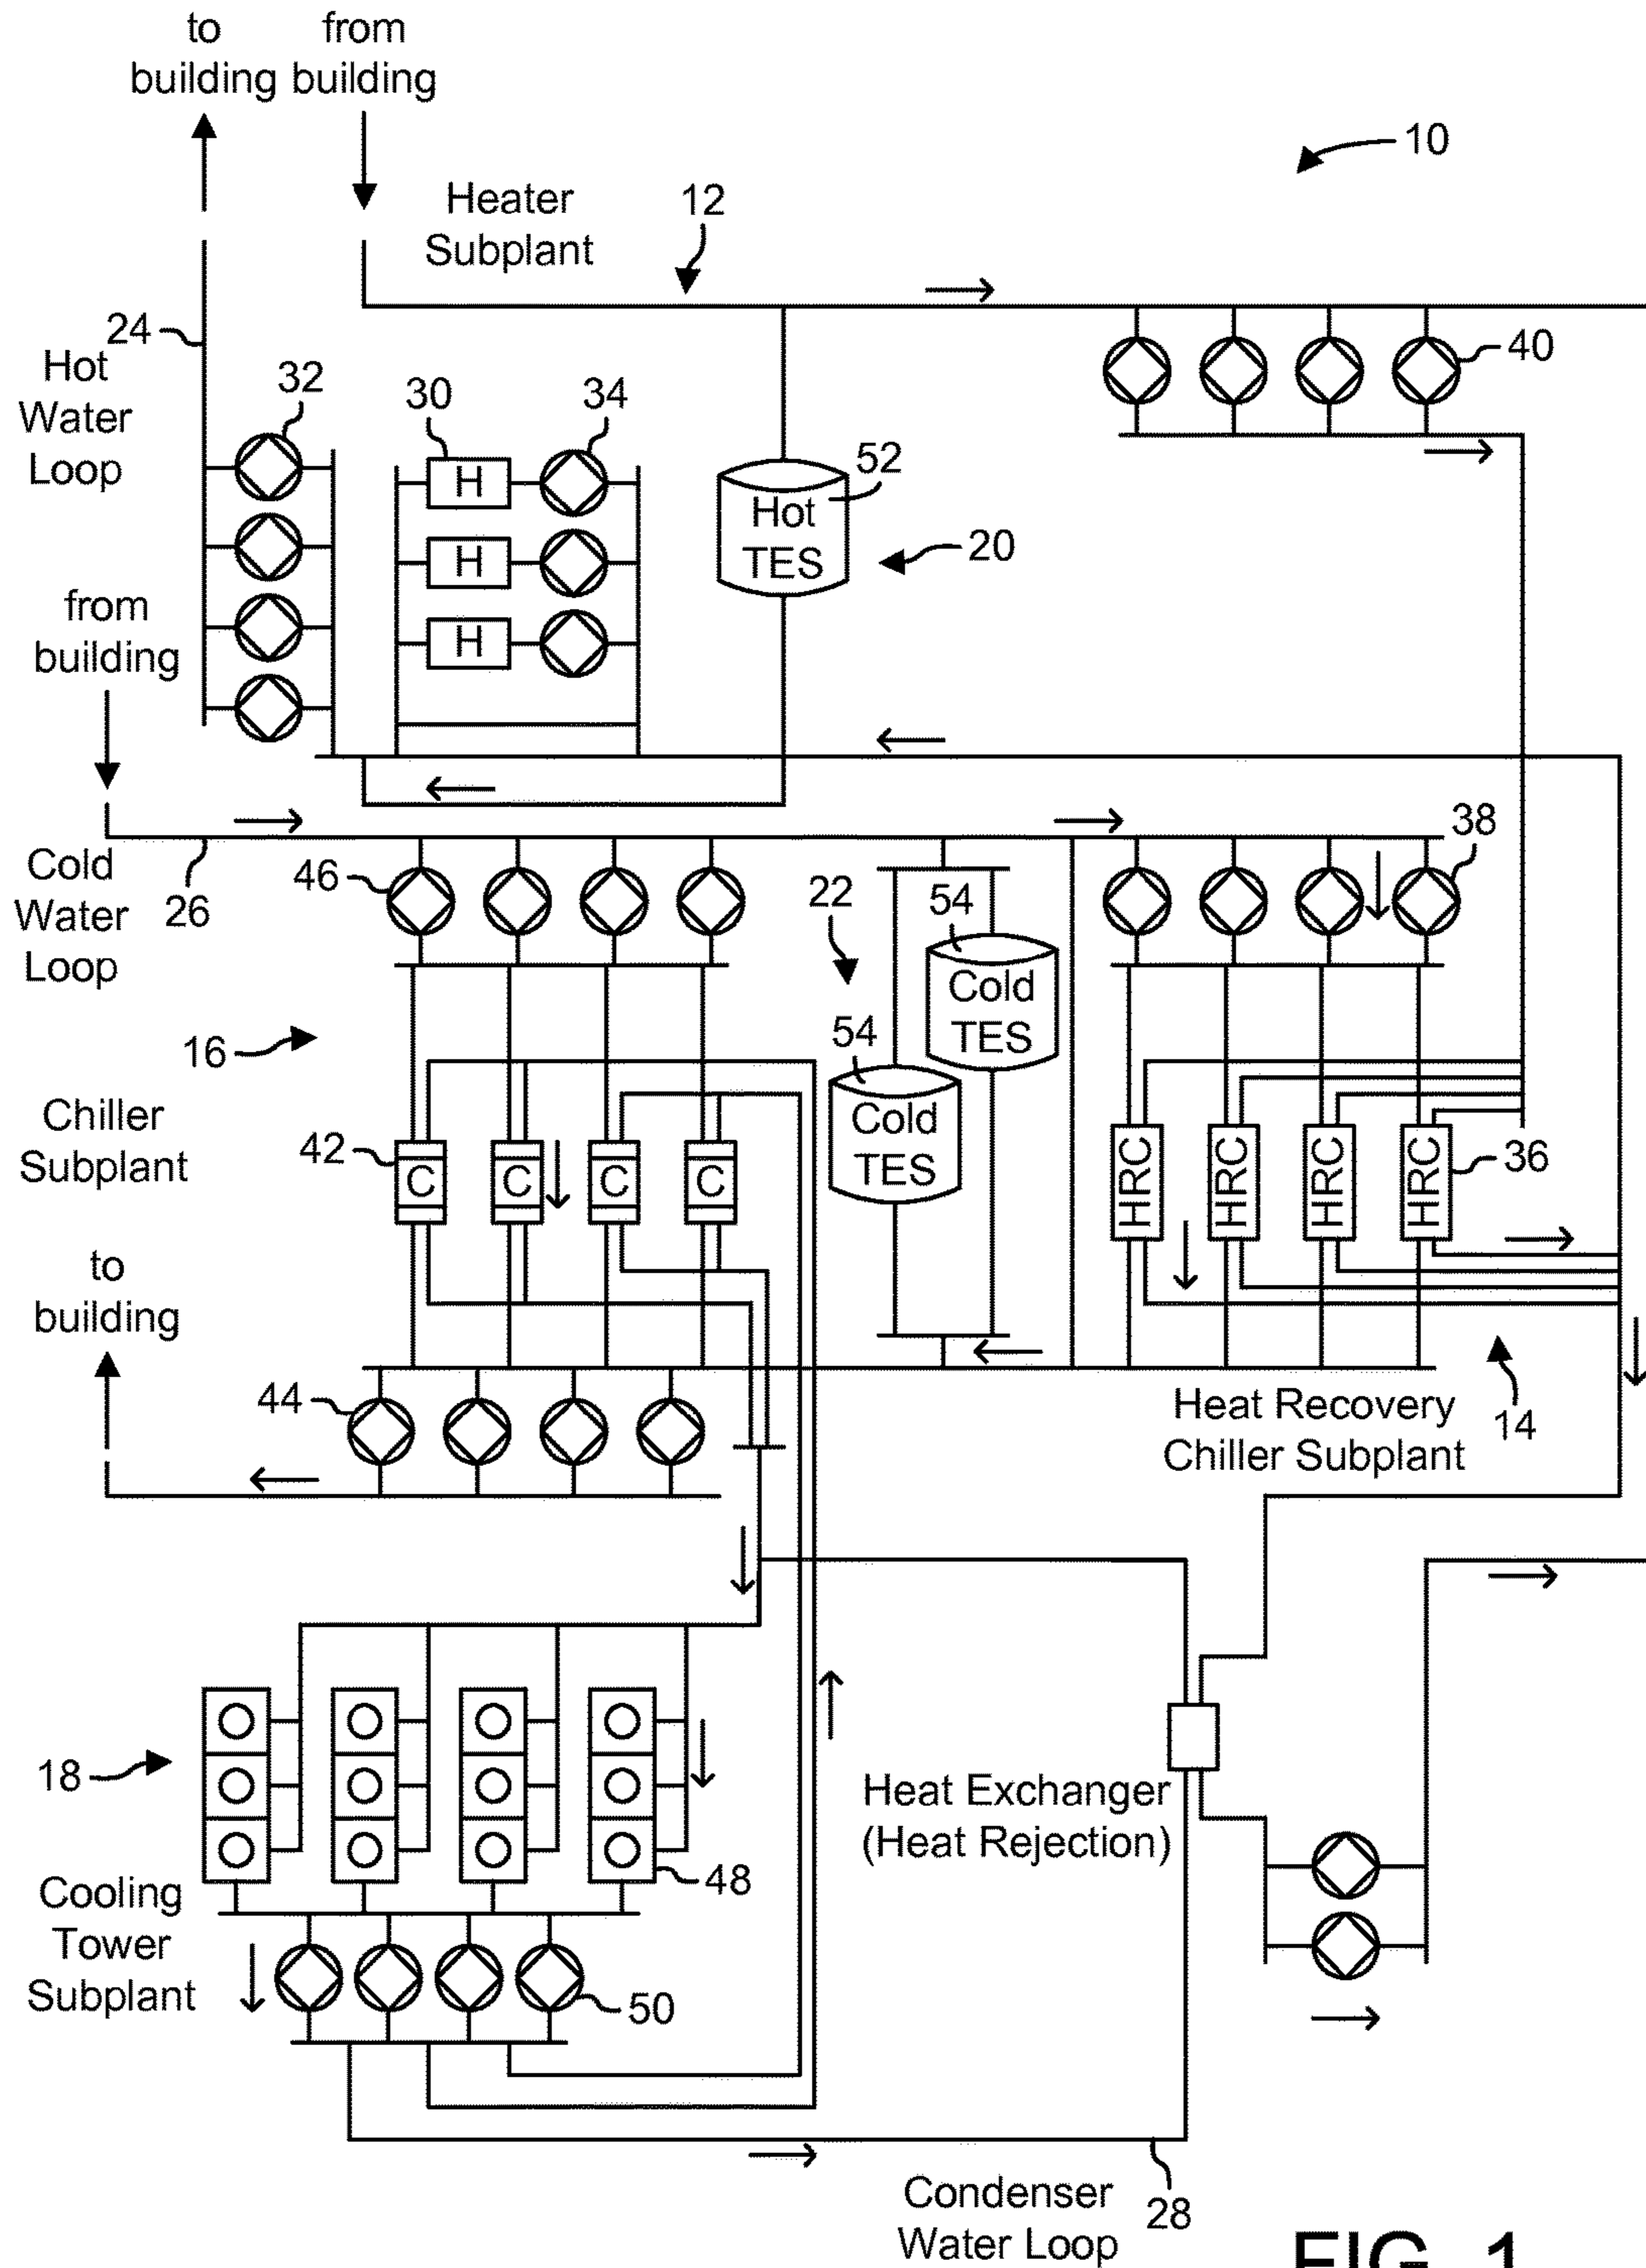 to
building
from
building
10
Heater
Subplant
12
24
Hot
Water
Loop
32
30
34
40
H
H
H
52
Hot
TES
20
from
building
38
Cold
Water
Loop
26
46
22
54
Cold
TES
54
Cold
TES
16
Chiller
Subplant
42
C
C
C
C
HRC
HRC
HRC
HRC
36
to
building
44
Heat Recovery
Chiller Subplant
14
18
Heat Exchanger
(Heat Rejection)
48
Cooling
Tower
Subplant
50
Condenser
Water Loop
28
FIG. 1